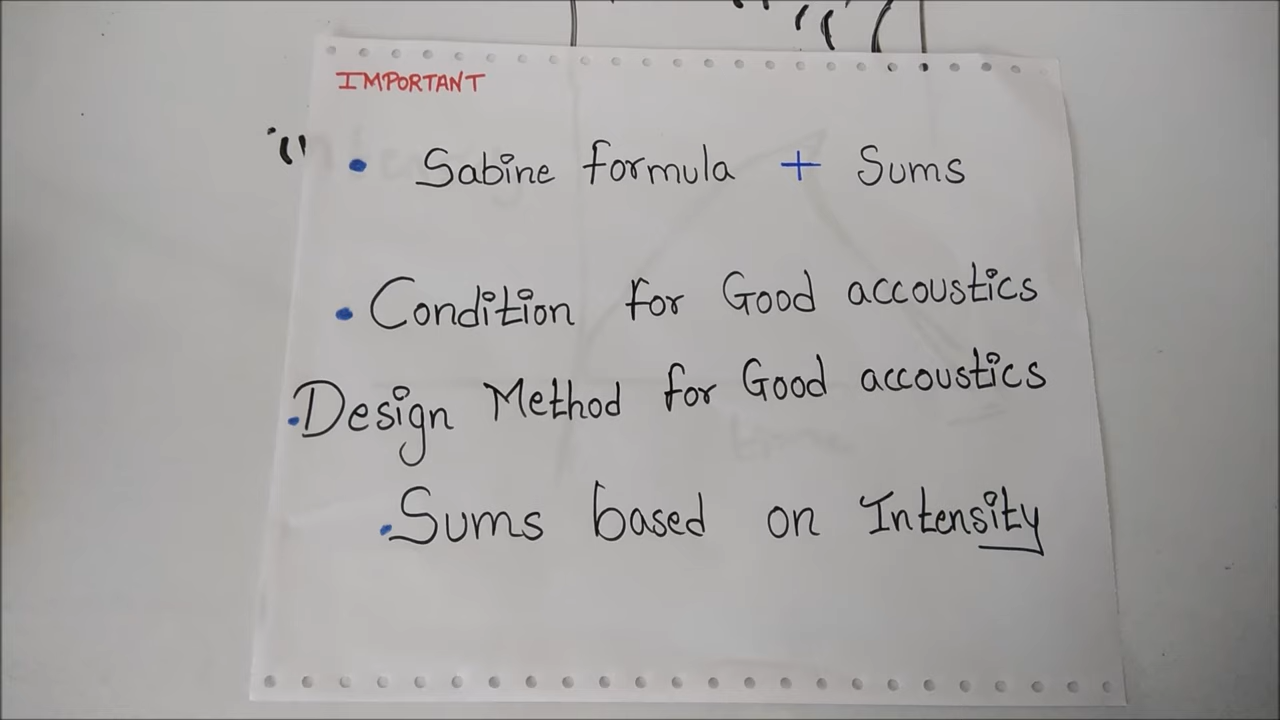 IMPORTANT
• Sabine formula + Sums
• Condition for Good accoustics
• Design Method for Good accoustics
• Sums based on Intensity